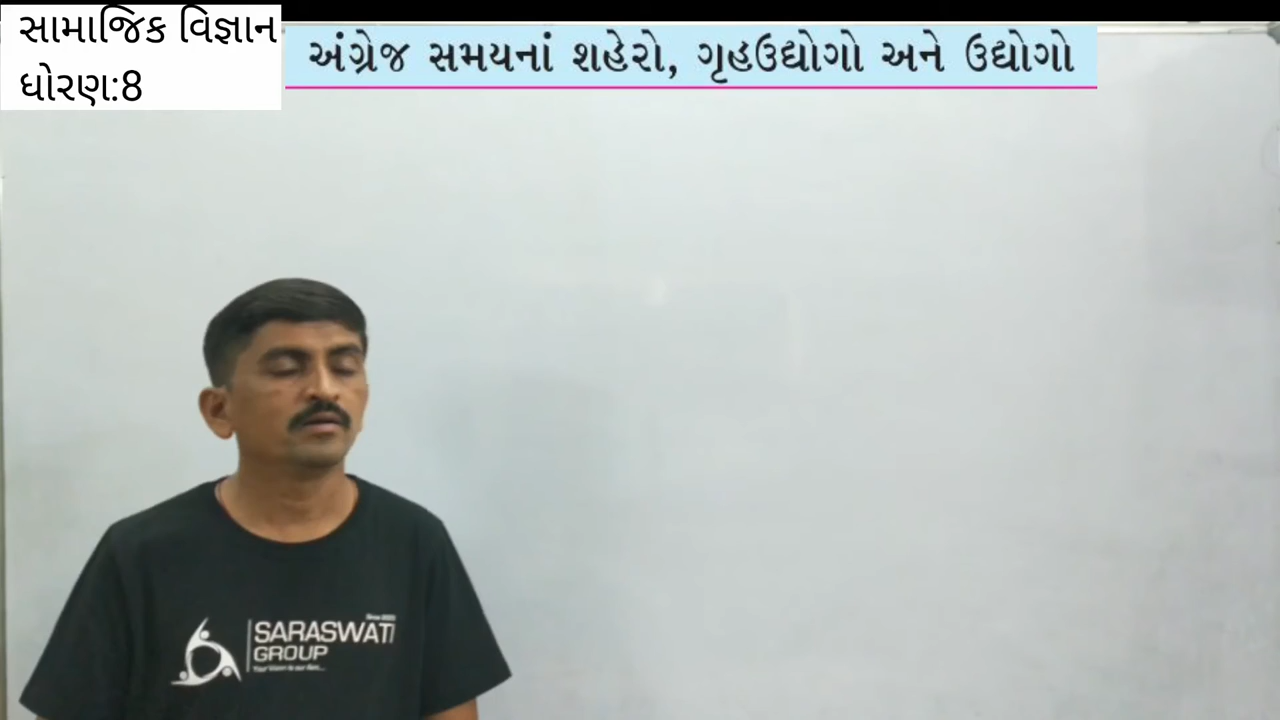 સામાજિક વિજ્ઞાન
ધોરણ:8
અંગ્રેજ સમયનાં શહેરો, ગૃહઉદ્યોગો અને ઉદ્યોગો
SARASWATI
GROUP